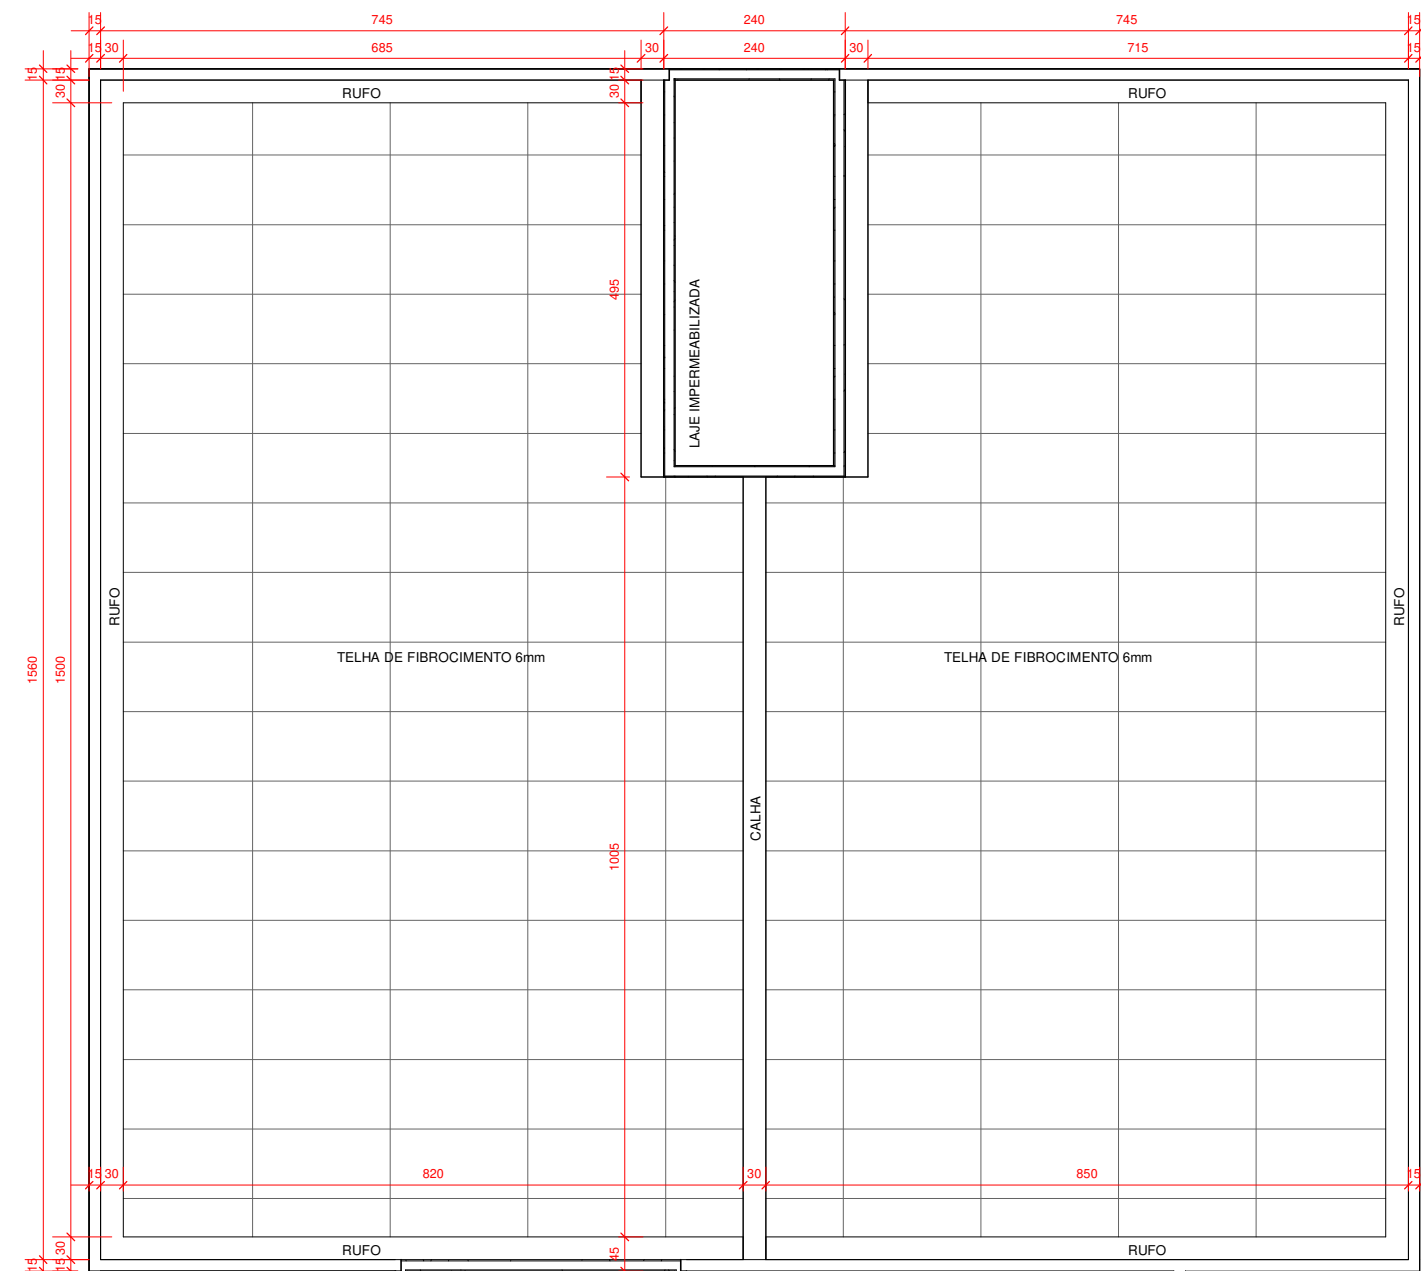 15 745 240 745 15
15 30 685 30 240 30 715 15
15 15 15
30 30
RUFO RUFO
495
LAJE IMPERMEABILIZADA
RUFO RUFO
TELHA DE FIBROCIMENTO 6mm TELHA DE FIBROCIMENTO 6mm
1560 1500
CALHA
1005
15 30 820 30 850 15
RUFO RUFO
30 45
15 15